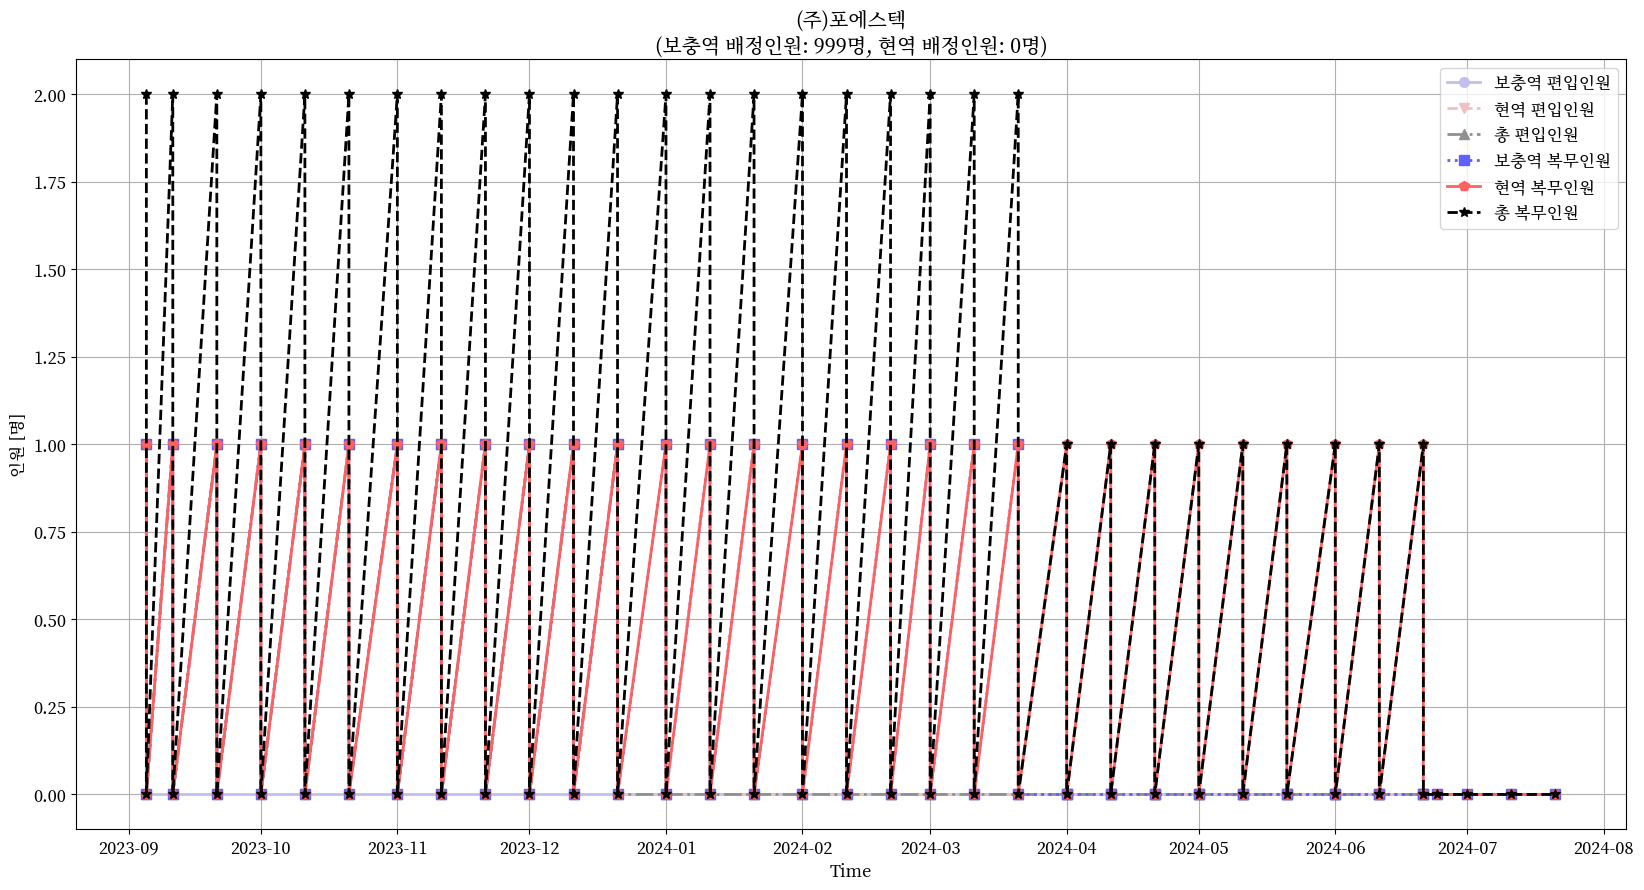 (주)포에스텍
(보충역 배정인원: 999명, 현역 배정인원: 0명)
보충역 편입인원
현역 편입인원
총 편입인원
보충역 복무인원
현역 복무인원
총 복무인원
인원 [명]
2.00
1.75
1.50
1.25
1.00
0.75
0.50
0.25
0.00
2023-09 2023-10 2023-11 2023-12 2024-01 2024-02 2024-03 2024-04 2024-05 2024-06 2024-07 2024-08
Time